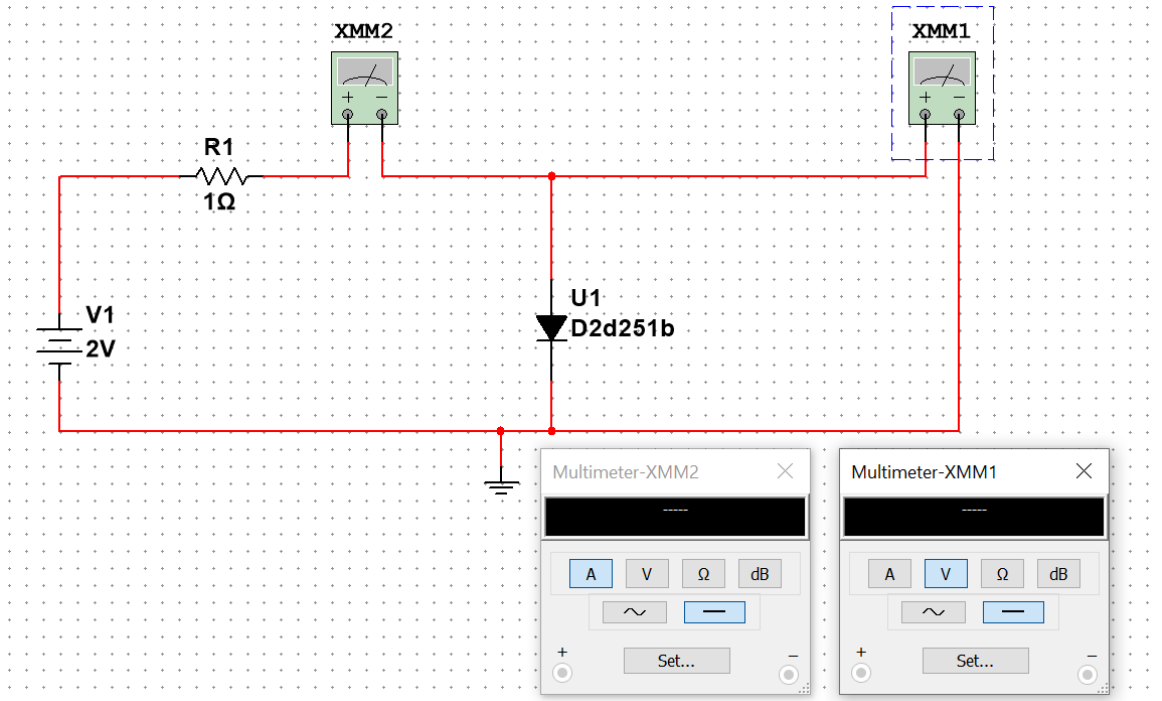 XMM2
XMM1
+ −
+ −
R1
1Ω
V1
2V
U1
D2d251b
Multimeter-XMM2
-----
A V Ω dB
+ −
Set...
Multimeter-XMM1
-----
A V Ω dB
+ −
Set...